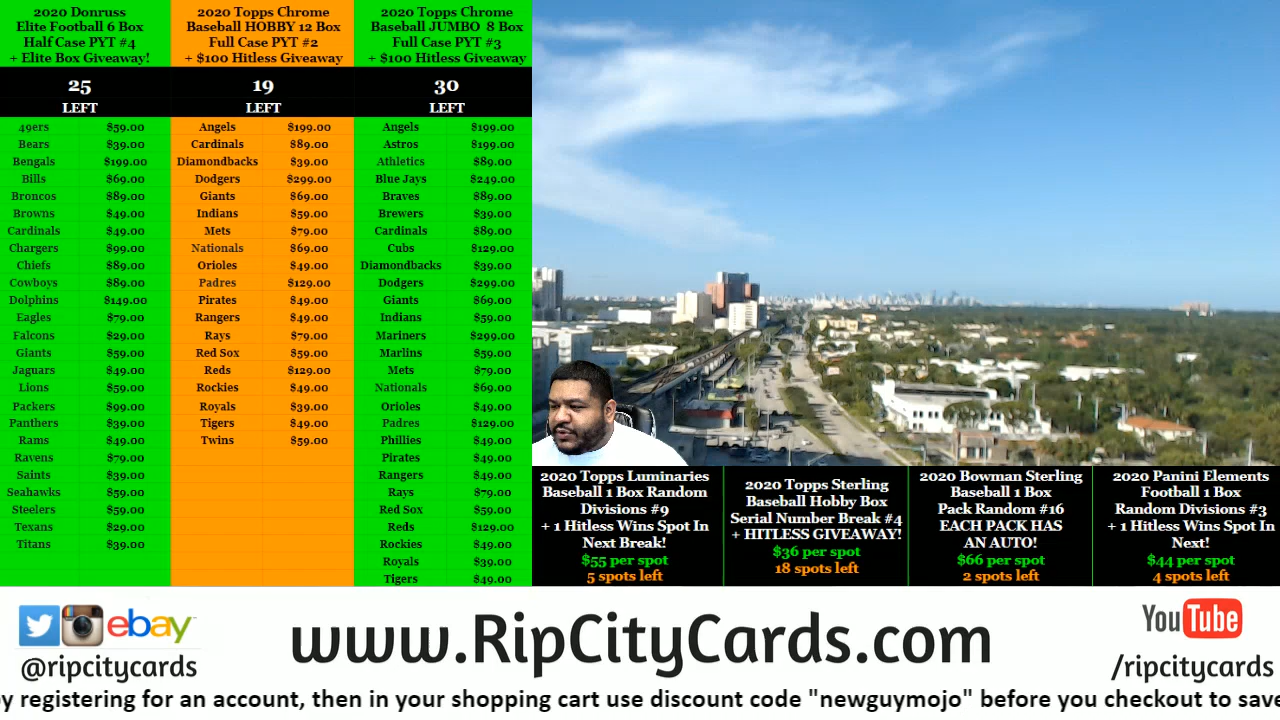 2020 Donruss
Elite Football 6 Box
Half Case PYT #4
+ Elite Box Giveaway!
25
LEFT
49ers $59.00
Bears $39.00
Bengals $199.00
Bills $69.00
Broncos $89.00
Browns $49.00
Cardinals $49.00
Chargers $99.00
Chiefs $89.00
Cowboys $89.00
Dolphins $149.00
Eagles $79.00
Falcons $29.00
Giants $59.00
Jaguars $49.00
Lions $59.00
Packers $99.00
Panthers $39.00
Rams $49.00
Ravens $79.00
Saints $39.00
Seahawks $59.00
Steelers $59.00
Texans $29.00
Titans $39.00
2020 Topps Chrome
Baseball HOBBY 12 Box
Full Case PYT #2
+ $100 Hitless Giveaway
19
LEFT
Angels $199.00
Cardinals $89.00
Diamondbacks $39.00
Dodgers $299.00
Giants $69.00
Indians $59.00
Mets $79.00
Nationals $69.00
Orioles $49.00
Padres $129.00
Pirates $49.00
Rangers $49.00
Rays $79.00
Red Sox $59.00
Reds $129.00
Rockies $49.00
Royals $39.00
Tigers $49.00
Twins $59.00
2020 Topps Chrome
Baseball JUMBO 8 Box
Full Case PYT #3
+ $100 Hitless Giveaway
30
LEFT
Angels $199.00
Astros $199.00
Athletics $89.00
Blue Jays $249.00
Braves $89.00
Brewers $39.00
Cardinals $89.00
Cubs $129.00
Diamondbacks $39.00
Dodgers $299.00
Giants $69.00
Indians $59.00
Mariners $299.00
Marlins $59.00
Mets $79.00
Nationals $69.00
Orioles $49.00
Padres $129.00
Phillies $49.00
Pirates $49.00
Rangers $49.00
Rays $79.00
Red Sox $59.00
Reds $129.00
Rockies $49.00
Royals $39.00
Tigers $49.00
2020 Topps Luminaries
Baseball 1 Box Random
Divisions #9
+ 1 Hitless Wins Spot In
Next Break!
$55 per spot
5 spots left
2020 Topps Sterling
Baseball Hobby Box
Serial Number Break #4
+ HITLESS GIVEAWAY!
$36 per spot
18 spots left
2020 Bowman Sterling
Baseball 1 Box
Pack Random #16
EACH PACK HAS
AN AUTO!
$66 per spot
2 spots left
2020 Panini Elements
Football 1 Box
Random Divisions #3
+ 1 Hitless Wins Spot In
Next!
$44 per spot
4 spots left
ebay
@ripcitycards
www.RipCityCards.com
YouTube
/ripcitycards
by registering for an account, then in your shopping cart use discount code "newguymojo" before you checkout to save